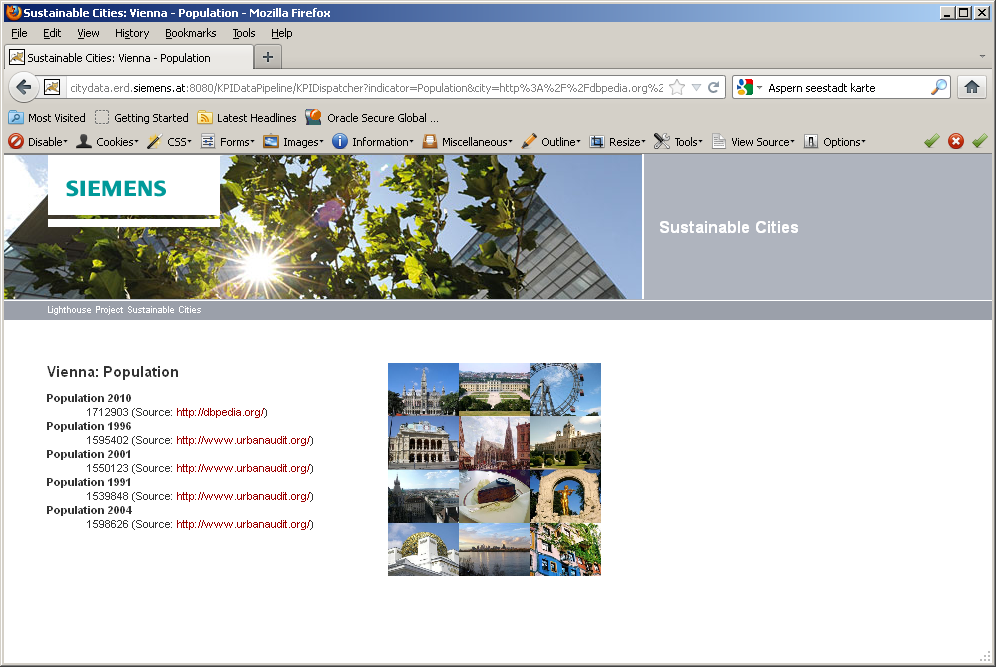 Sustainable Cities: Vienna - Population - Mozilla Firefox
File Edit View History Bookmarks Tools Help
Sustainable Cities: Vienna - Population
citydata.erd.siemens.at:8080/KPIDataPipeline/KPIDispatcher?indicator=Population&city=http%3A%2F%2Fdbpedia.org%2 Aspern seestadt karte
Most Visited Getting Started Latest Headlines Oracle Secure Global ...
Disable Cookies CSS Forms Images Information Miscellaneous Outline Resize Tools View Source Options
SIEMENS
Sustainable Cities
Lighthouse Project Sustainable Cities
Vienna: Population
Population 2010
1712903 (Source: http://dbpedia.org/)
Population 1996
1595402 (Source: http://www.urbanaudit.org/)
Population 2001
1550123 (Source: http://www.urbanaudit.org/)
Population 1991
1539848 (Source: http://www.urbanaudit.org/)
Population 2004
1598626 (Source: http://www.urbanaudit.org/)